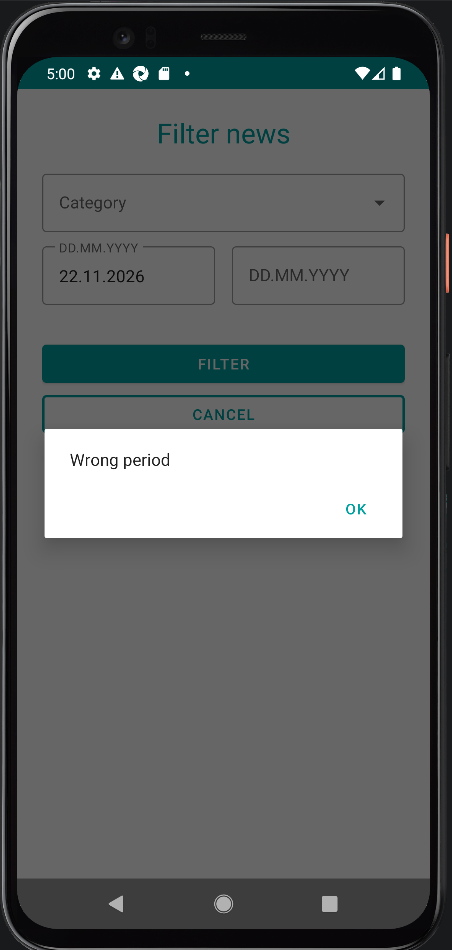 5:00
Filter news
Category
DD.MM.YYYY
22.11.2026
DD.MM.YYYY
FILTER
CANCEL
Wrong period
OK